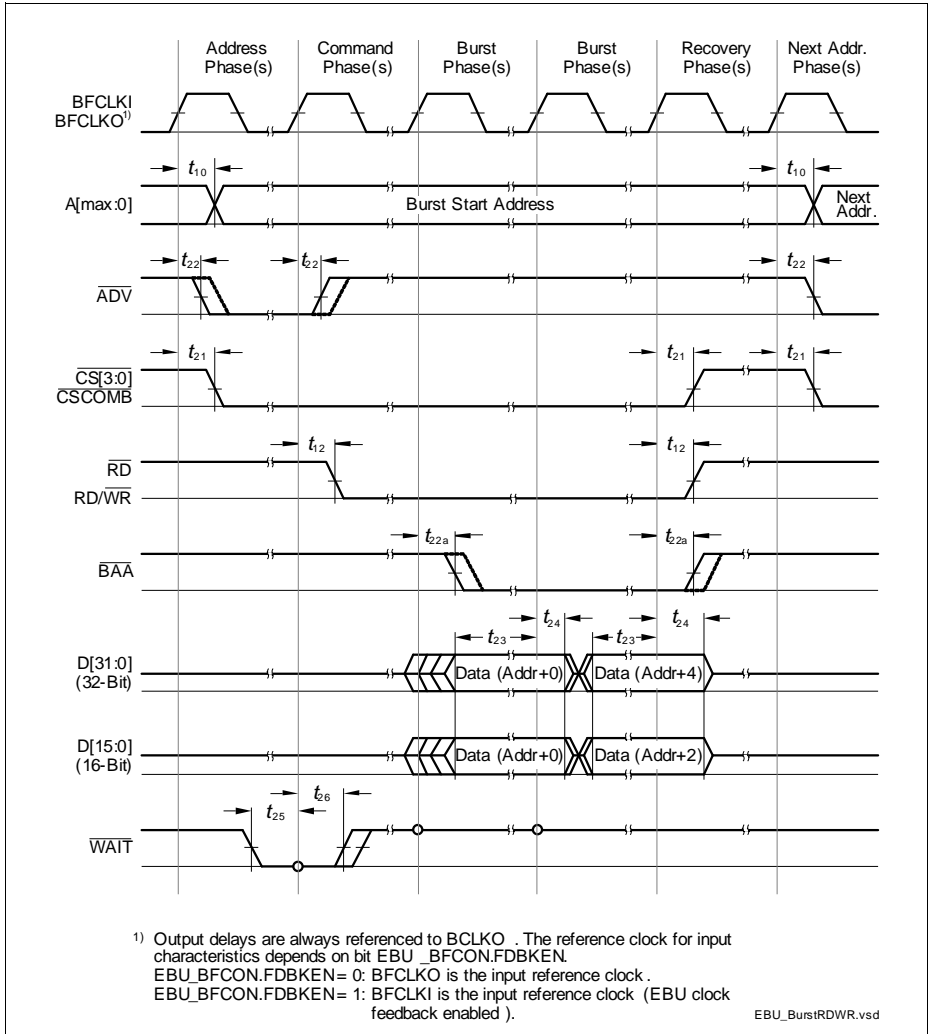 Address Phase(s)
Command Phase(s)
Burst Phase(s)
Burst Phase(s)
Recovery Phase(s)
Next Addr. Phase(s)
BFCLKI
BFCLKO1)
t10
t10
A[max:0]
Burst Start Address
Next Addr.
t22
t22
t22
ADV
t21
t21
t21
CS[3:0]
CSCOMB
t12
t12
RD
RD/WR
t22a
t22a
BAA
t24
t24
t23
t23
D[31:0]
(32-Bit)
Data (Addr+0)
Data (Addr+4)
D[15:0]
(16-Bit)
Data (Addr+0)
Data (Addr+2)
t26
t25
WAIT
1) Output delays are always referenced to BCLKO . The reference clock for input
characteristics depends on bit EBU _BFCON.FDBKEN.
EBU_BFCON.FDBKEN= 0: BFCLKO is the input reference clock .
EBU_BFCON.FDBKEN= 1: BFCLKI is the input reference clock (EBU clock
feedback enabled ).
EBU_BurstRDWR.vsd